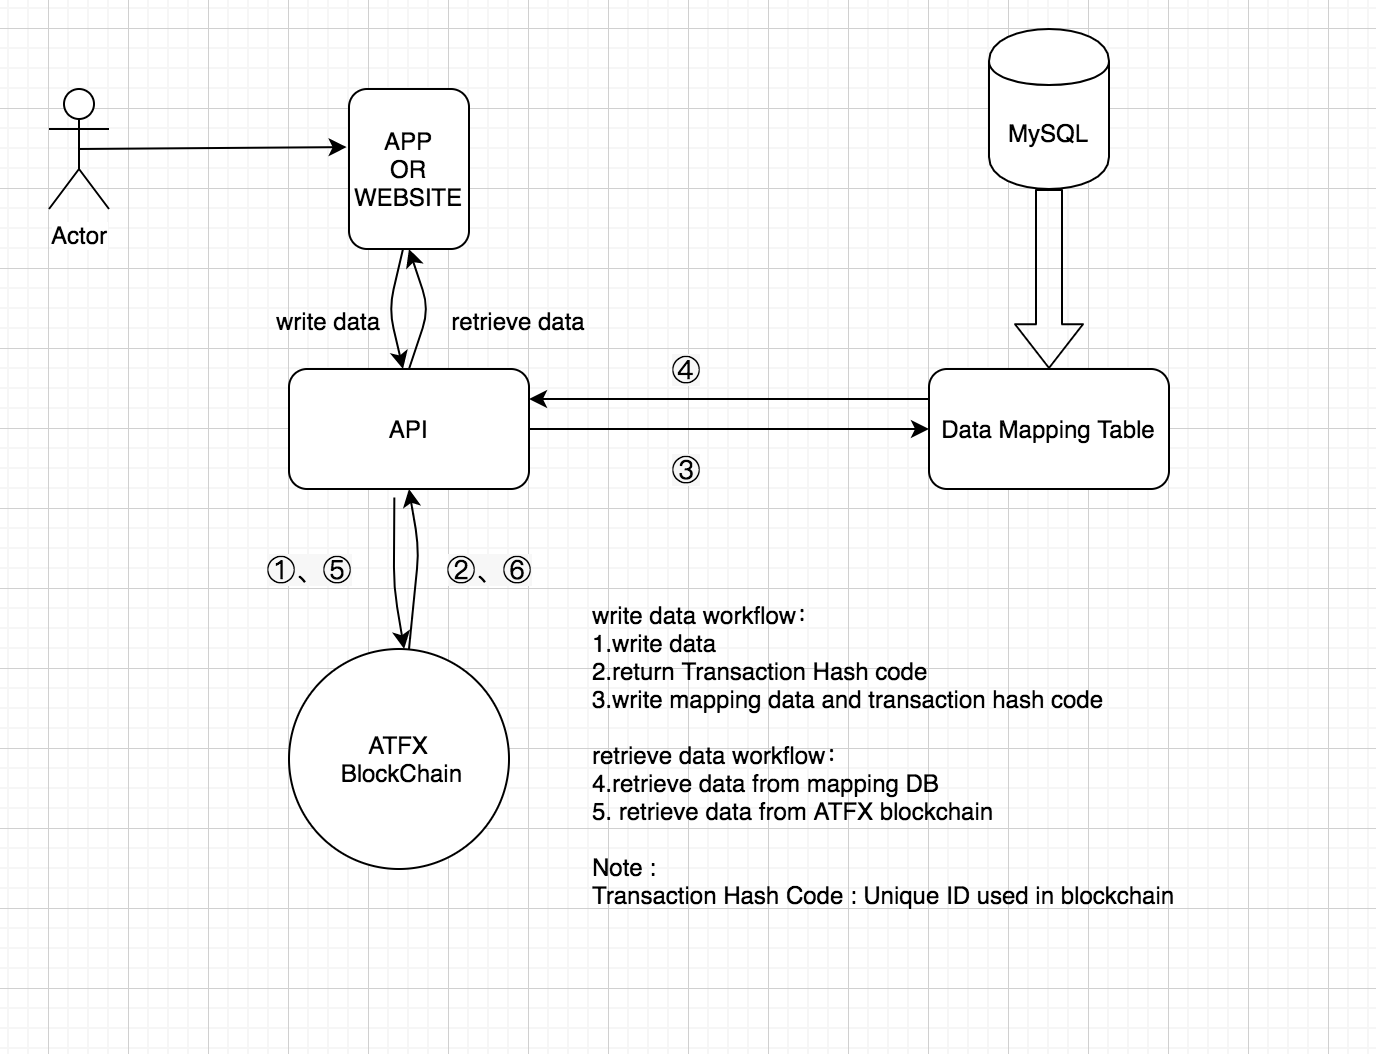 MySQL
APP
OR
WEBSITE
Actor
write data
retrieve data
④
API
Data Mapping Table
③
①、⑤
②、⑥
write data workflow：
1.write data
2.return Transaction Hash code
3.write mapping data and transaction hash code
retrieve data workflow：
4.retrieve data from mapping DB
5. retrieve data from ATFX blockchain
Note :
Transaction Hash Code : Unique ID used in blockchain
ATFX
BlockChain